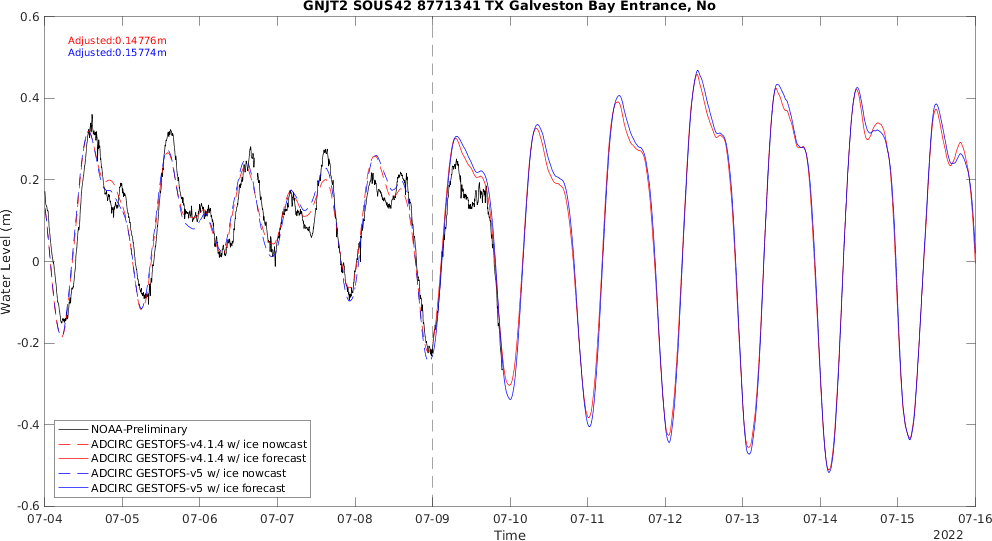 GNJT2 SOUS42 8771341 TX Galveston Bay Entrance, No
Adjusted:0.14776m
Adjusted:0.15774m
0.6
0.4
0.2
0
-0.2
-0.4
-0.6
Water Level (m)
NOAA-Preliminary
ADCIRC GESTOFS-v4.1.4 w/ ice nowcast
ADCIRC GESTOFS-v4.1.4 w/ ice forecast
ADCIRC GESTOFS-v5 w/ ice nowcast
ADCIRC GESTOFS-v5 w/ ice forecast
07-04 07-05 07-06 07-07 07-08 07-09 07-10 07-11 07-12 07-13 07-14 07-15 07-16
Time
2022